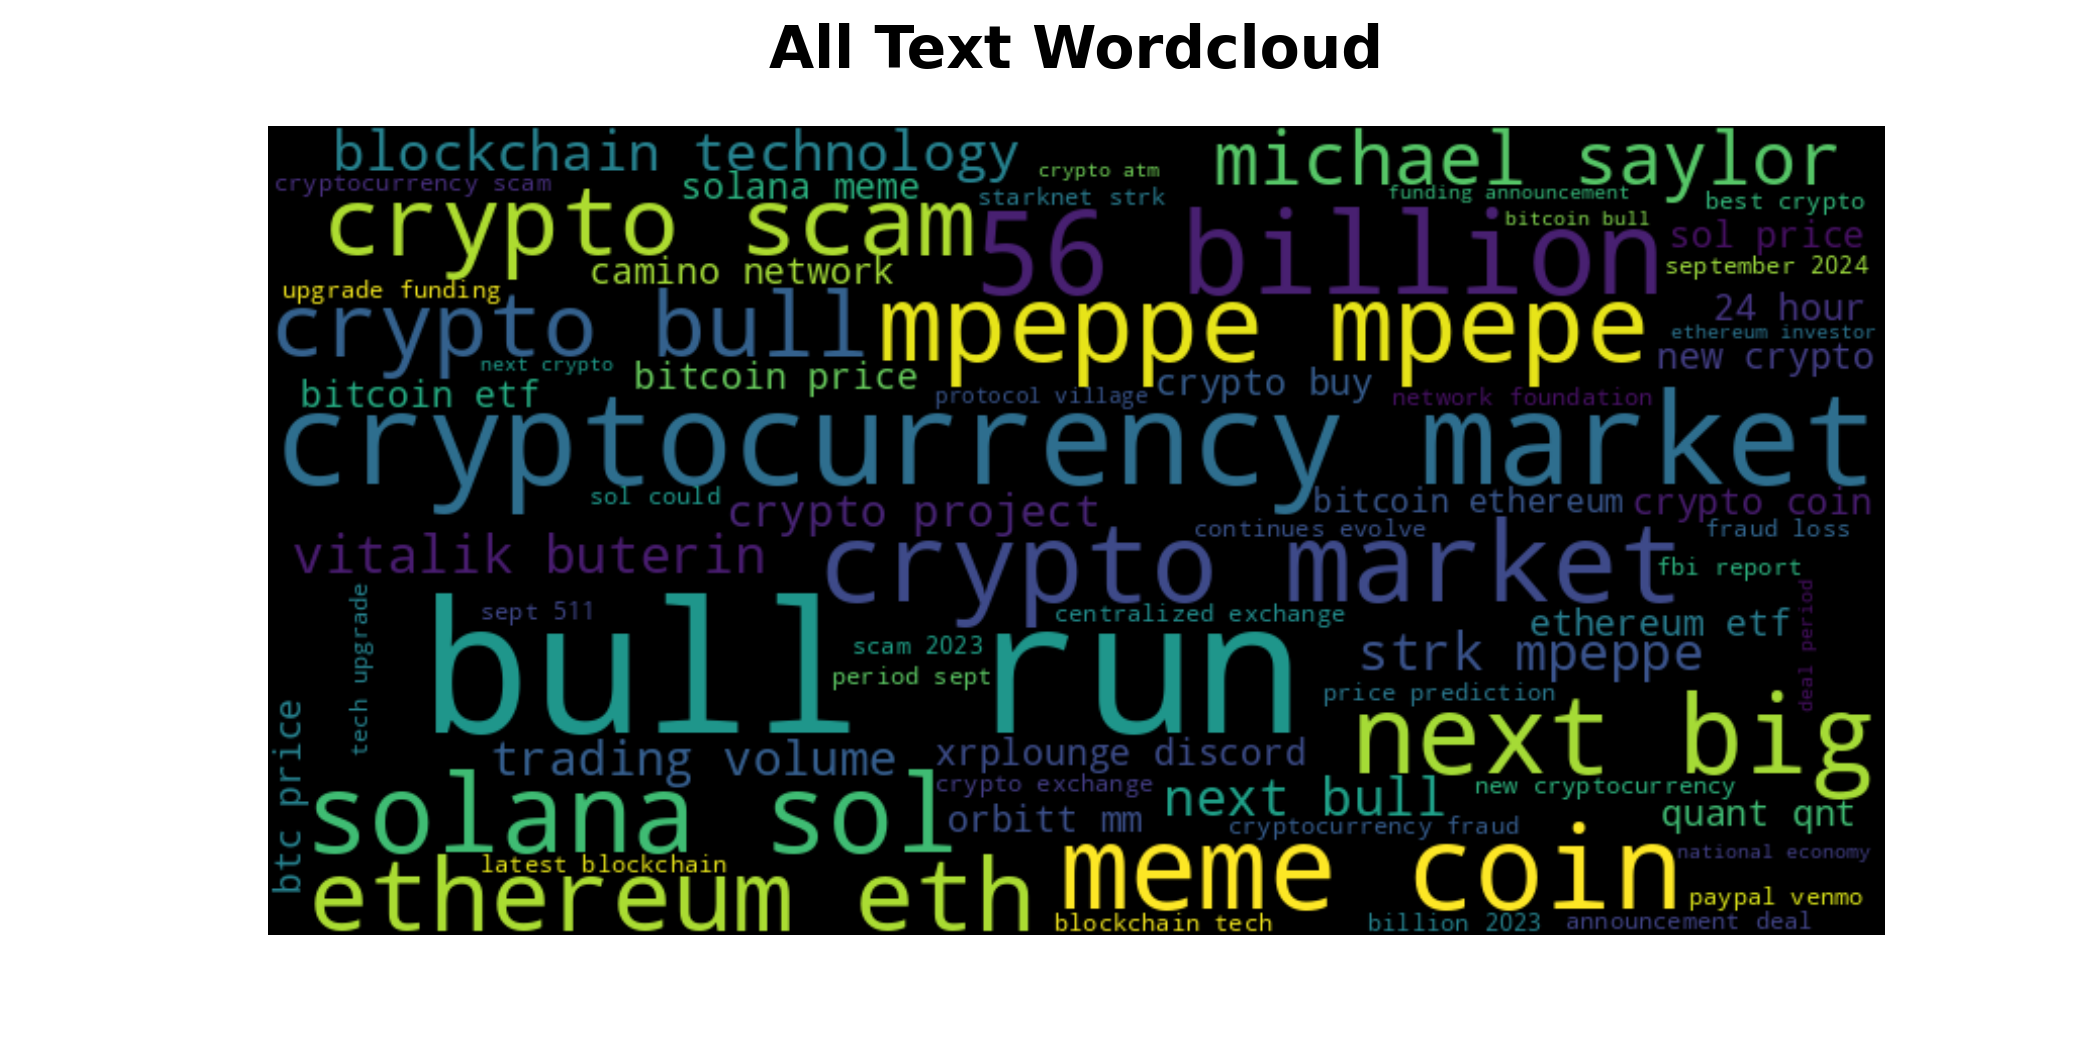 All Text Wordcloud
blockchain technology
crypto atm
michael saylor
cryptocurrency scam
solana meme
starknet strk
funding announcement
best crypto
crypto scam
56 billion
bitcoin bull
sol price
camino network
september 2024
upgrade funding
crypto bull
mpeppe mpepe
24 hour
ethereum investor
next crypto
bitcoin price
new crypto
bitcoin etf
protocol village
crypto buy
network foundation
cryptocurrency market
sol could
crypto project
bitcoin ethereum
crypto coin
continues evolve
fraud loss
vitalik buterin
crypto market
fbi report
tech upgrade
sept 511
centralized exchange
ethereum etf
deal period
bull run
scam 2023
period sept
strk mpeppe
price prediction
btc price
next big
trading volume
xrplounge discord
crypto exchange
next bull
new cryptocurrency
solana sol
orbitt mm
cryptocurrency fraud
quant qnt
latest blockchain
meme coin
national economy
ethereum eth
paypal venmo
blockchain tech
billion 2023
announcement deal